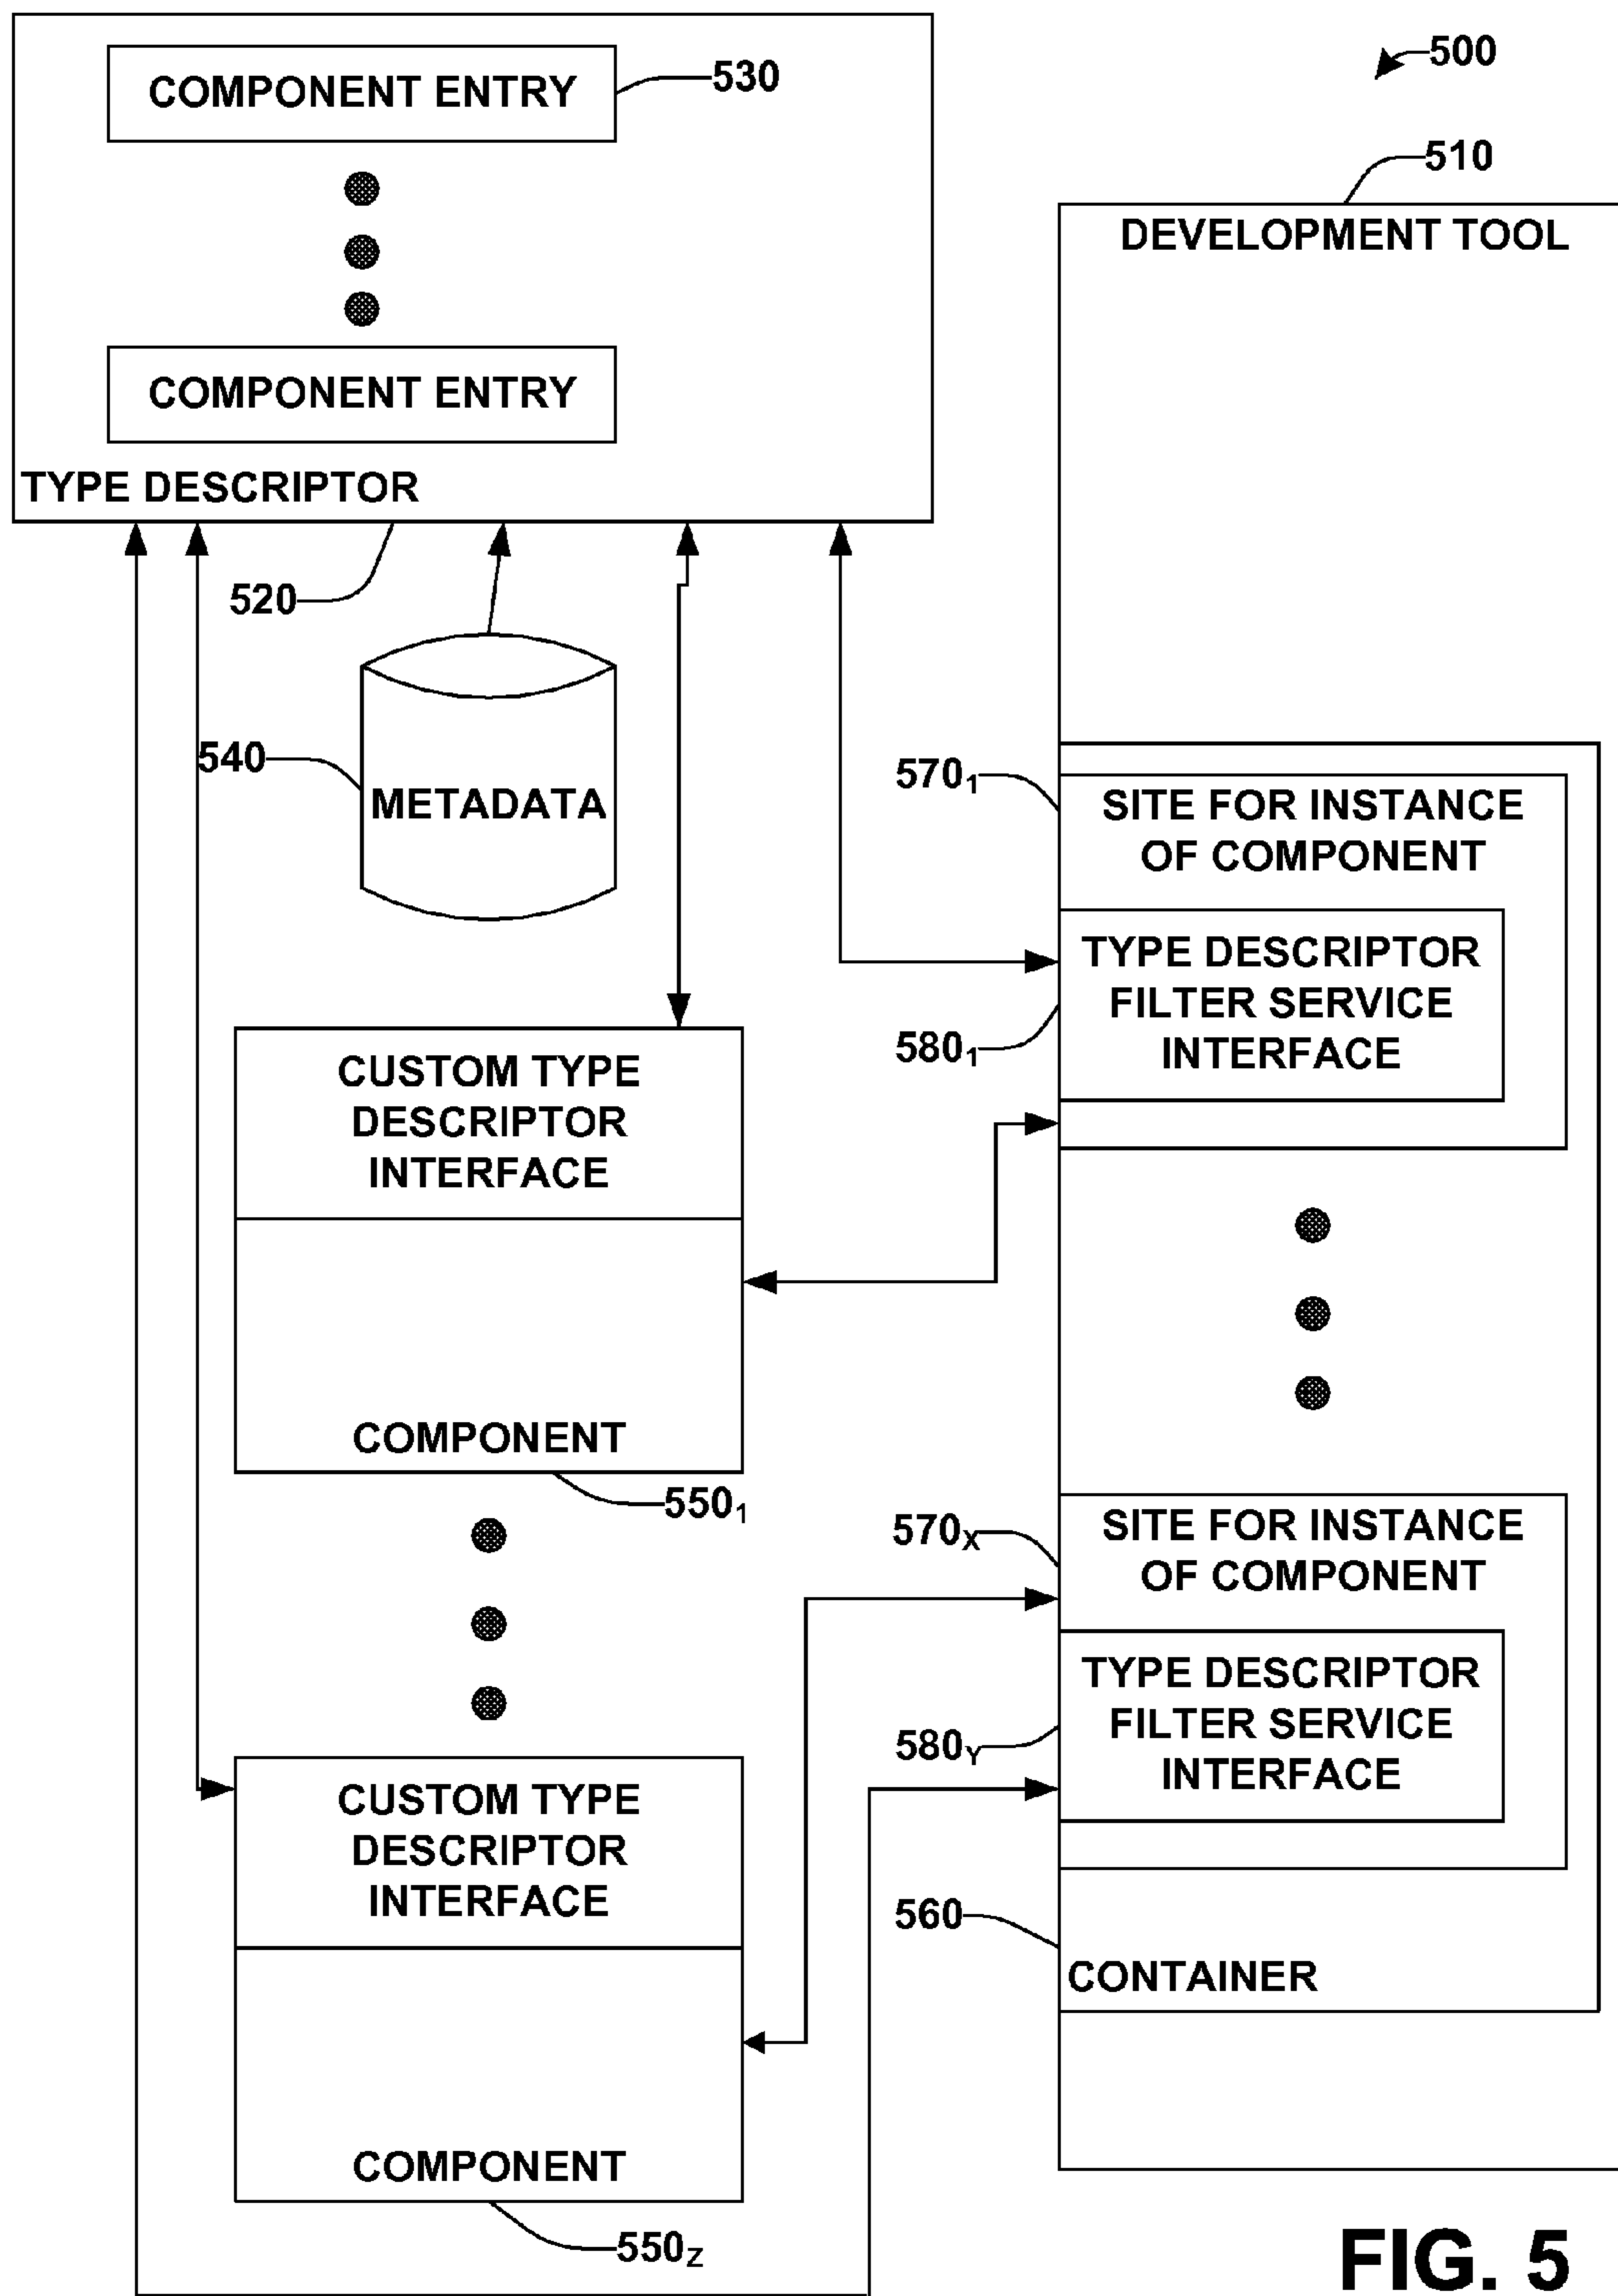 COMPONENT ENTRY
530
500
510
COMPONENT ENTRY
TYPE DESCRIPTOR
520
DEVELOPMENT TOOL
540
METADATA
570₁
SITE FOR INSTANCE
OF COMPONENT
TYPE DESCRIPTOR
FILTER SERVICE
INTERFACE
580₁
CUSTOM TYPE
DESCRIPTOR
INTERFACE
COMPONENT
550₁
570X
SITE FOR INSTANCE
OF COMPONENT
TYPE DESCRIPTOR
FILTER SERVICE
INTERFACE
580Y
CUSTOM TYPE
DESCRIPTOR
INTERFACE
560
CONTAINER
COMPONENT
550Z
FIG. 5